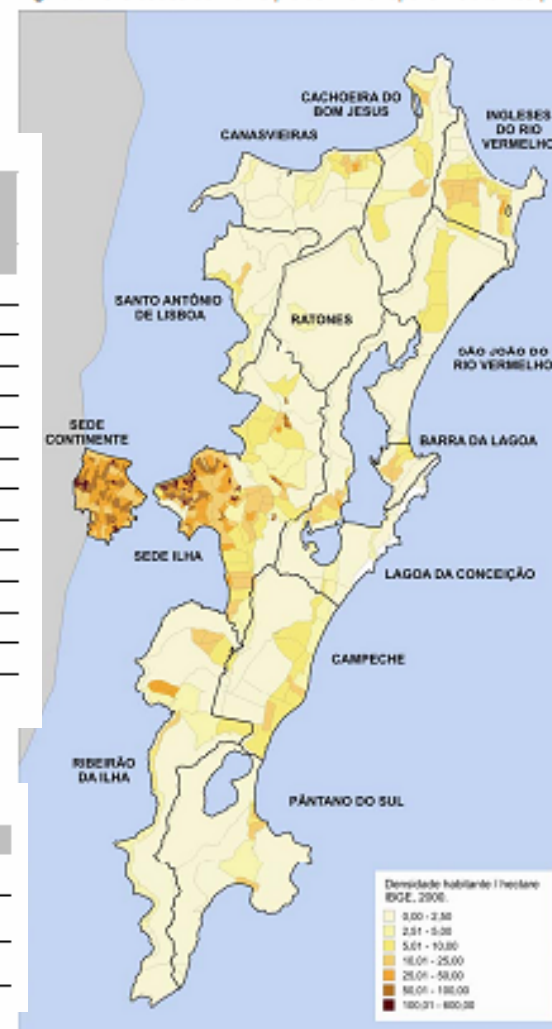 CACHOEIRA DO
BOM JESUS
INGLESES
DO RIO
VERMELHO
CANASVIEIRAS
SANTO ANTÔNIO
DE LISBOA
RATONES
SÃO JOÃO DO
RIO VERMELHO
SEDE
CONTINENTE
BARRA DA LAGOA
SEDE ILHA
LAGOA DA CONCEIÇÃO
CAMPECHE
RIBEIRÃO
DA ILHA
PÂNTANO DO SUL
Densidade habitante / hectare
IBGE, 2000.
0,00 - 2,50
2,51 - 5,00
5,01 - 10,00
10,01 - 25,00
25,01 - 50,00
50,01 - 100,00
100,01 - 600,00